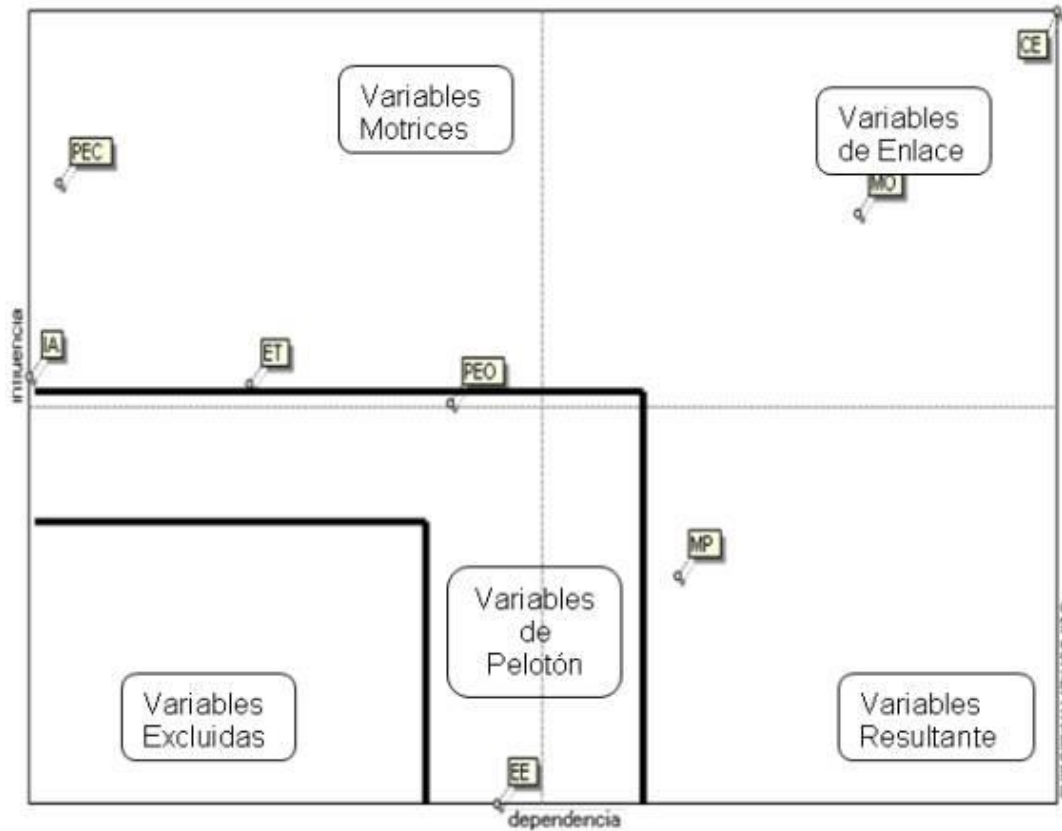 CE
Variables
Motrices
Variables
de Enlace
PEC
MO
influencia
IA
ET
PEO
MP
Variables
de
Pelotón
Variables
Excluidas
Variables
Resultante
EE
dependencia